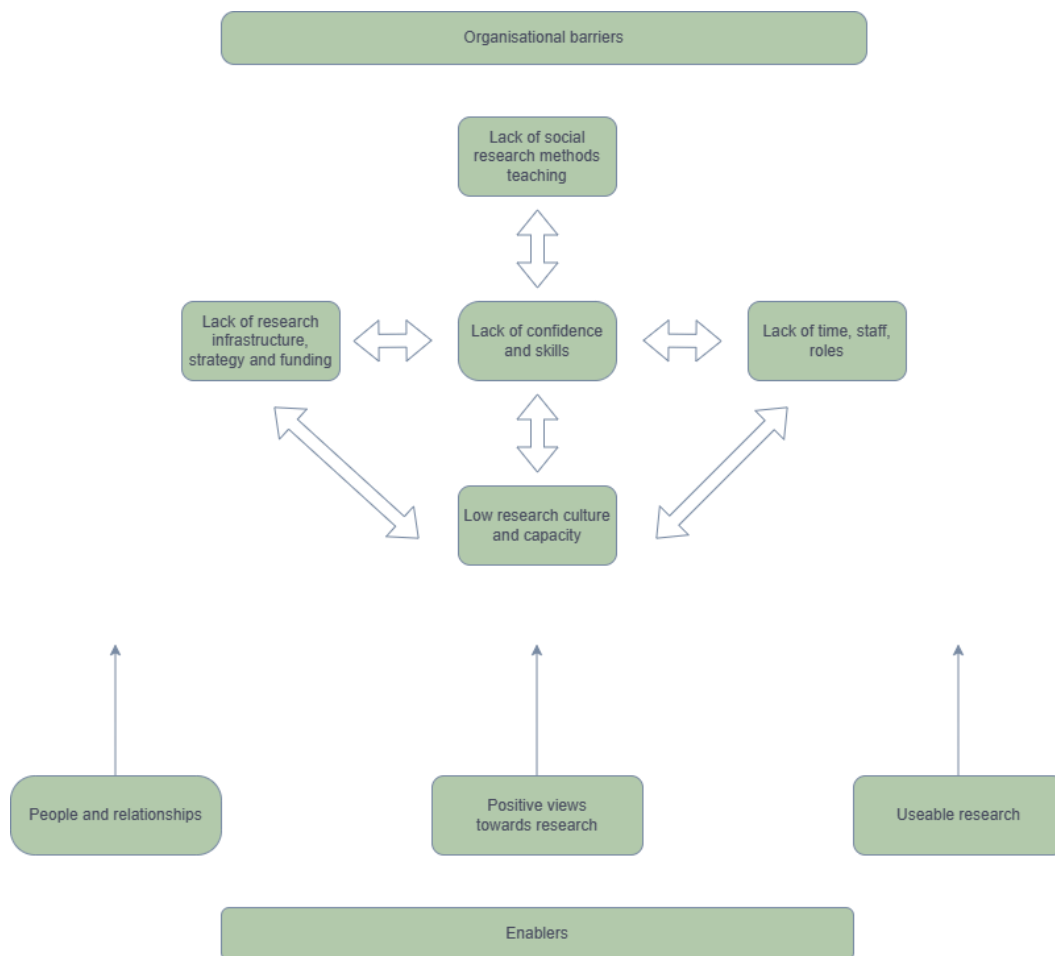 Organisational barriers
Lack of social
research methods
teaching
Lack of research
infrastructure,
strategy and funding
Lack of confidence
and skills
Lack of time, staff,
roles
Low research culture
and capacity
People and relationships
Positive views
towards research
Useable research
Enablers